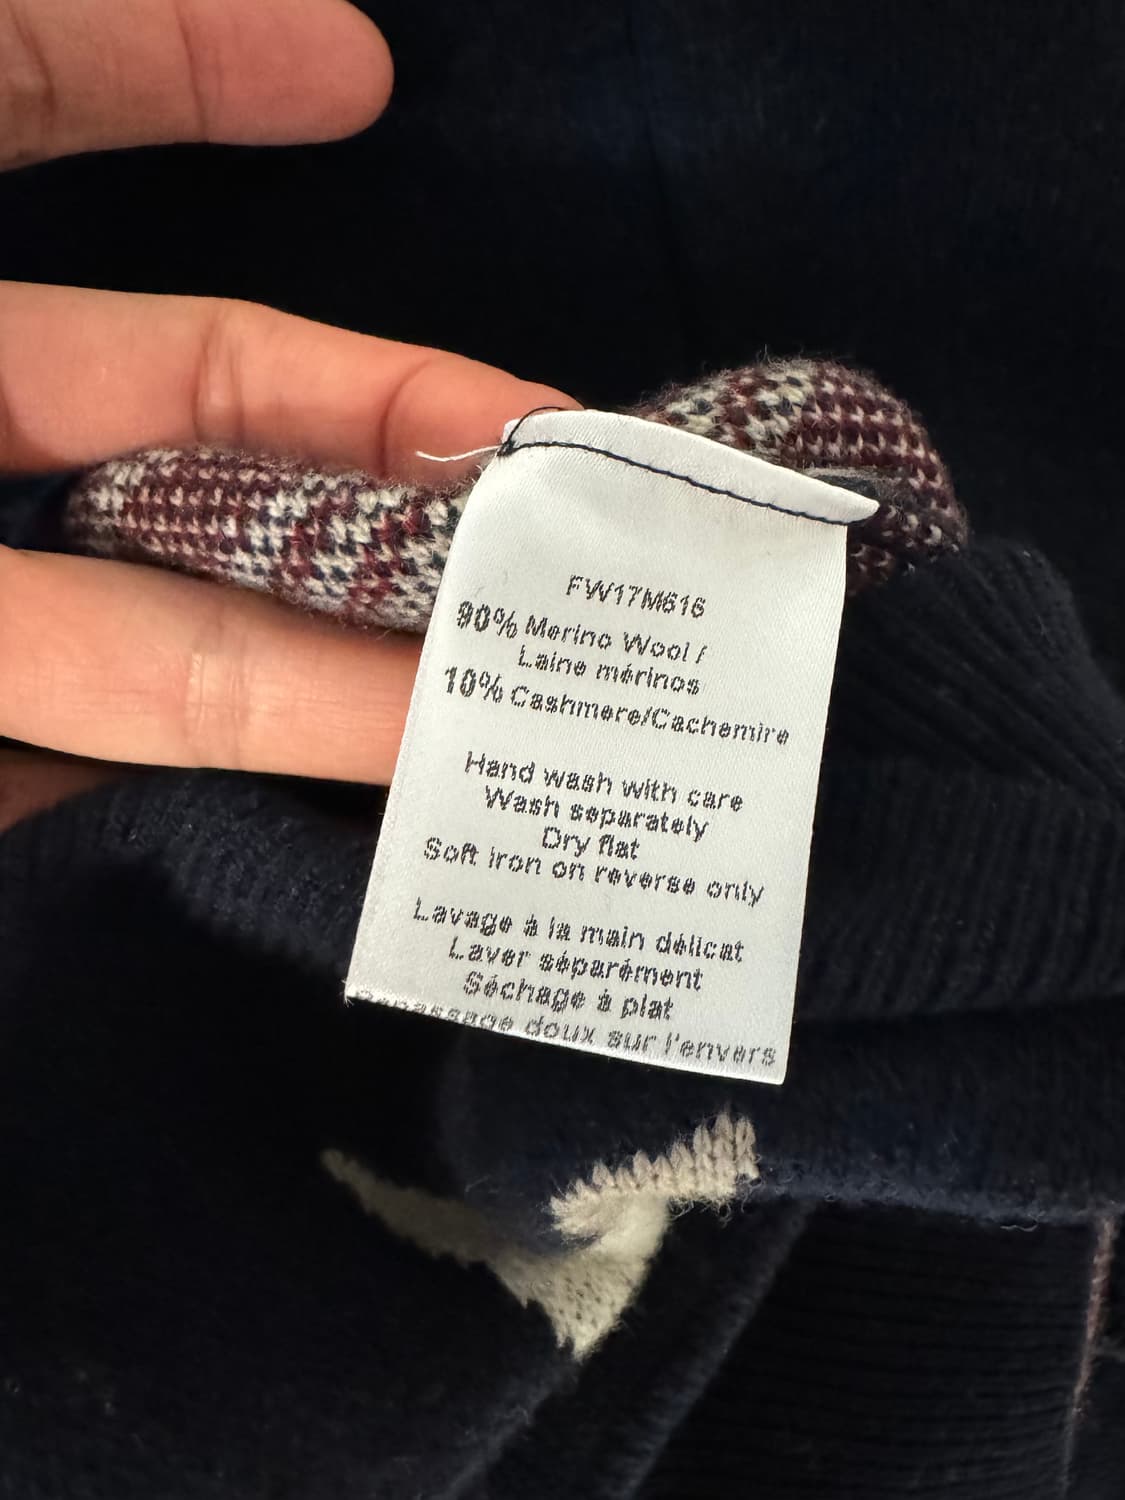 FW17M616
90% Merino Wool /
Laine mérinos
10% Cashmere/Cachemire
Hand wash with care
Wash separately
Dry flat
Soft iron on reverse only
Lavage à la main délicat
Laver séparément
Séchage à plat
Repassage doux sur l'envers